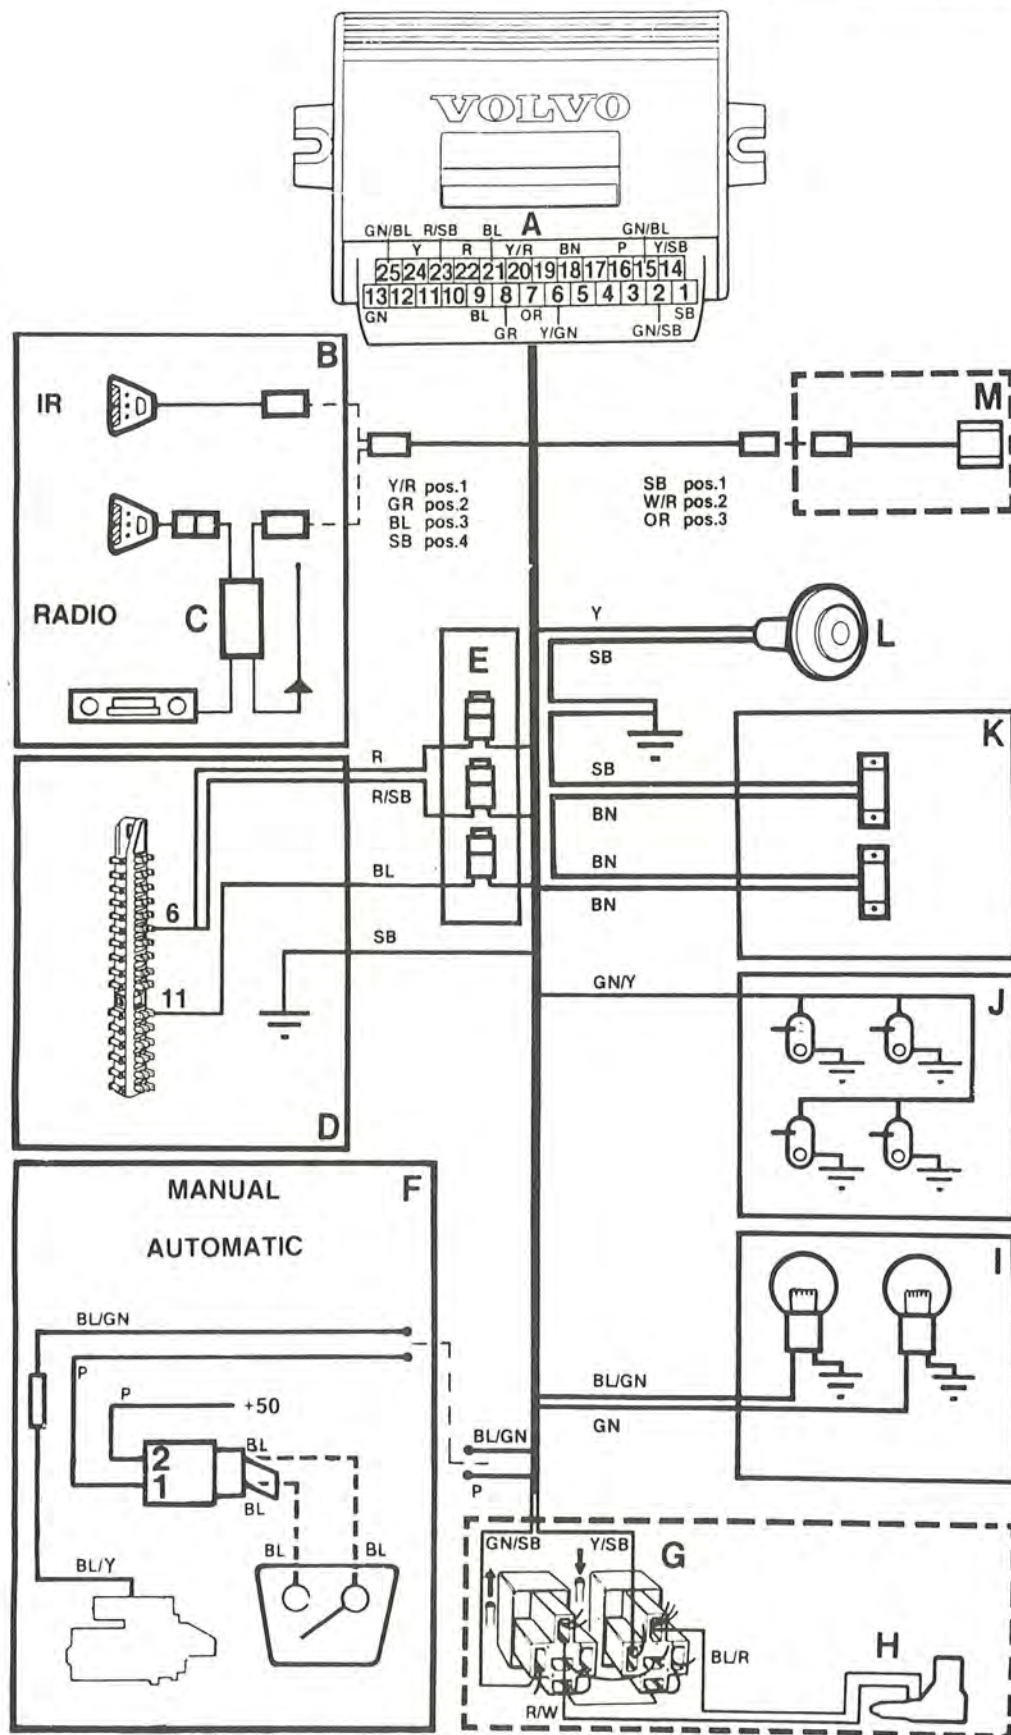 VOLVO
A
GN/BL R/SB BL GN/BL
Y R Y/R BN P Y/SB
25 24 23 22 21 20 19 18 17 16 15 14
13 12 11 10 9 8 7 6 5 4 3 2 1
GN BL OR SB
GR Y/GN GN/SB
B
IR
RADIO
C
Y/R pos.1
GR pos.2
BL pos.3
SB pos.4
SB pos.1
W/R pos.2
OR pos.3
M
Y
SB
L
E
R
R/SB
BL
SB
6
11
D
K
SB
BN
BN
BN
GN/Y
J
I
BL/GN
GN
F
MANUAL
AUTOMATIC
BL/GN
P
P
+50
2
1
BL
BL
BL/Y
BL BL
BL/GN
P
GN/SB Y/SB
G
BL/R
R/W
H